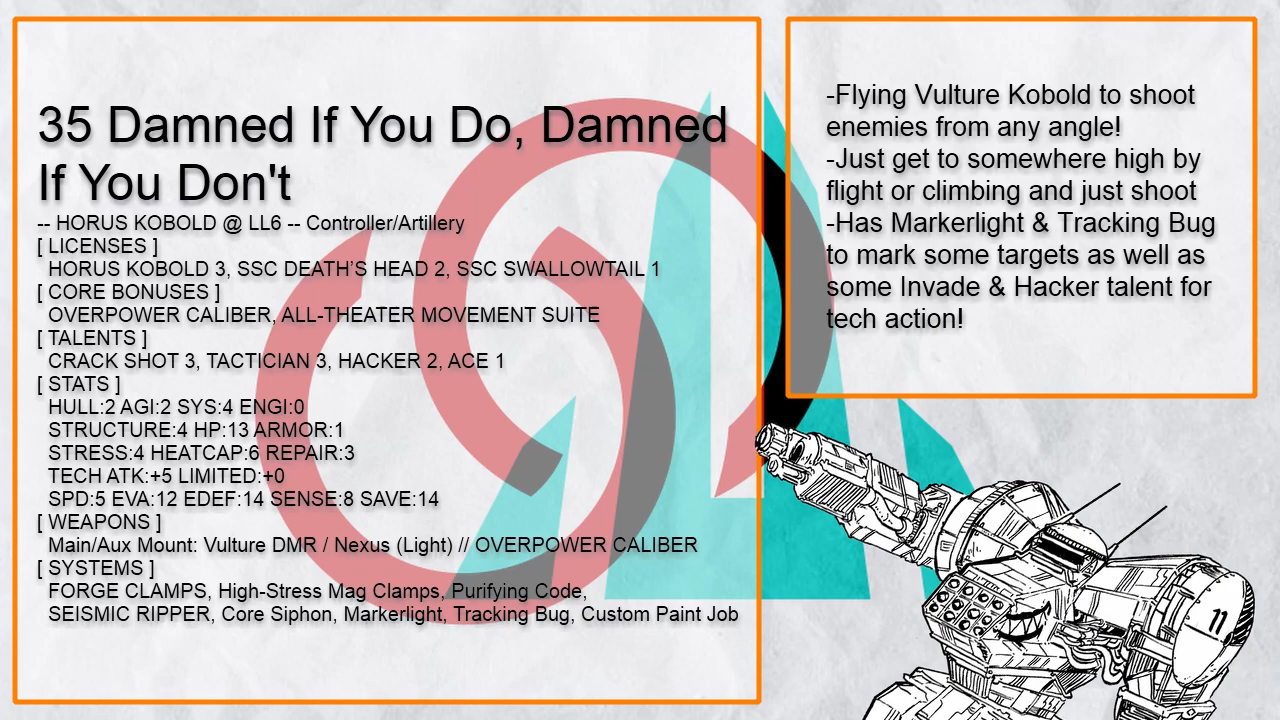 35 Damned If You Do, Damned
If You Don't
-- HORUS KOBOLD @ LL6 -- Controller/Artillery
[ LICENSES ]
HORUS KOBOLD 3, SSC DEATH'S HEAD 2, SSC SWALLOWTAIL 1
[ CORE BONUSES ]
OVERPOWER CALIBER, ALL-THEATER MOVEMENT SUITE
[ TALENTS ]
CRACK SHOT 3, TACTICIAN 3, HACKER 2, ACE 1
[ STATS ]
HULL:2 AGI:2 SYS:4 ENGI:0
STRUCTURE:4 HP:13 ARMOR:1
STRESS:4 HEATCAP:6 REPAIR:3
TECH ATK:+5 LIMITED:+0
SPD:5 EVA:12 EDEF:14 SENSE:8 SAVE:14
[ WEAPONS ]
Main/Aux Mount: Vulture DMR / Nexus (Light) // OVERPOWER CALIBER
[ SYSTEMS ]
FORGE CLAMPS, High-Stress Mag Clamps, Purifying Code,
SEISMIC RIPPER, Core Siphon, Markerlight, Tracking Bug, Custom Paint Job
-Flying Vulture Kobold to shoot
enemies from any angle!
-Just get to somewhere high by
flight or climbing and just shoot
-Has Markerlight & Tracking Bug
to mark some targets as well as
some Invade & Hacker talent for
tech action!
11